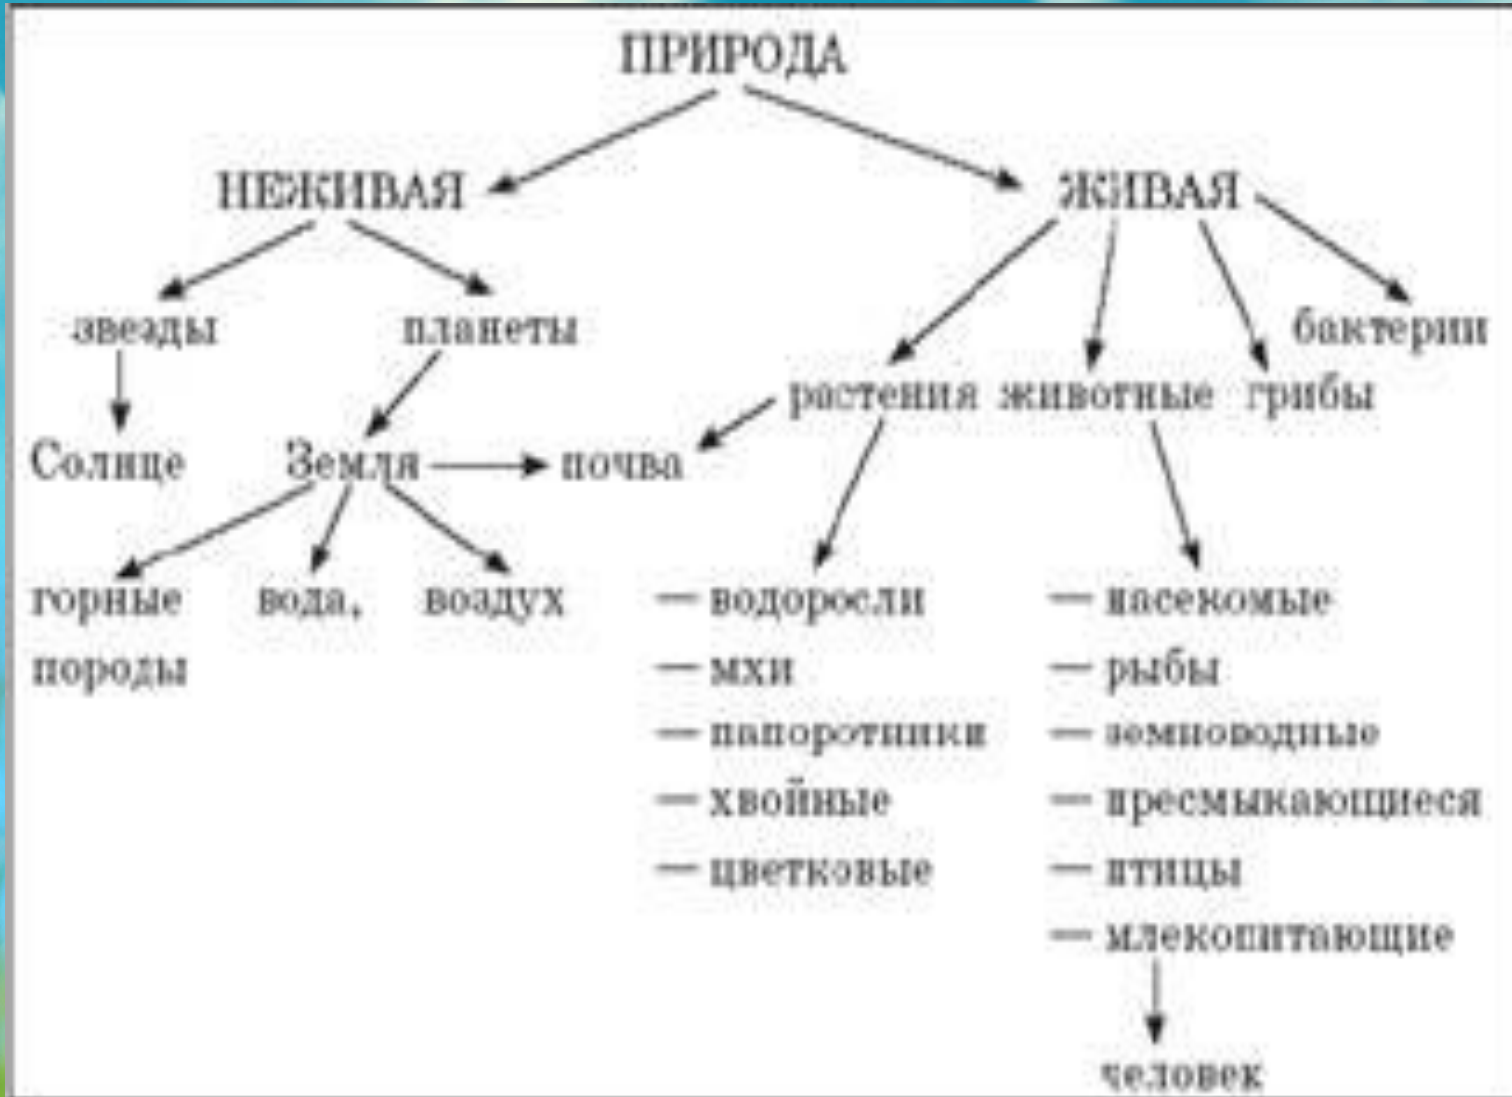 ПРИРОДА
НЕЖИВАЯ ЖИВАЯ
звезды планеты бактерии
растения животные грибы
Солнце Земля почва
горные вода, воздух — водоросли — насекомые
породы — мхи — рыбы
— папоротники — земноводные
— хвойные — пресмыкающиеся
— цветковые — птицы
— млекопитающие
человек